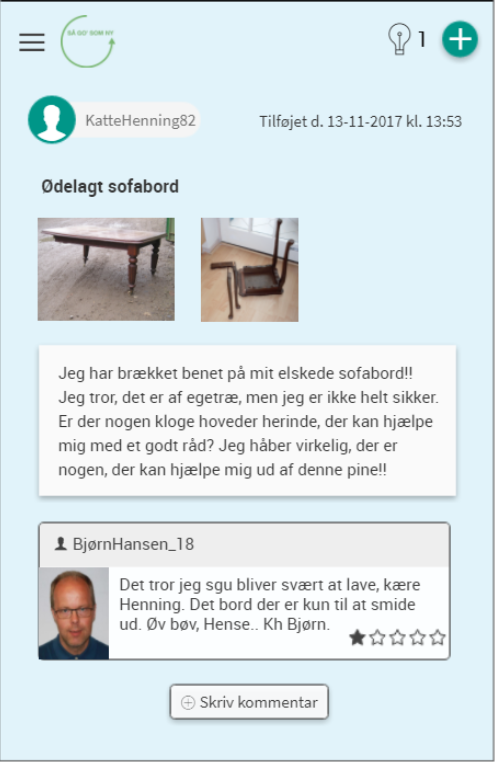 SÅ GO' SOM NY
1
KatteHenning82
Tilføjet d. 13-11-2017 kl. 13:53
Ødelagt sofabord
Jeg har brækket benet på mit elskede sofabord!!
Jeg tror, det er af egetræ, men jeg er ikke helt sikker.
Er der nogen kloge hoveder herinde, der kan hjælpe
mig med et godt råd? Jeg håber virkelig, der er
nogen, der kan hjælpe mig ud af denne pine!!
BjørnHansen_18
Det tror jeg sgu bliver svært at lave, kære
Henning. Det bord der er kun til at smide
ud. Øv bøv, Hense.. Kh Bjørn.
Skriv kommentar